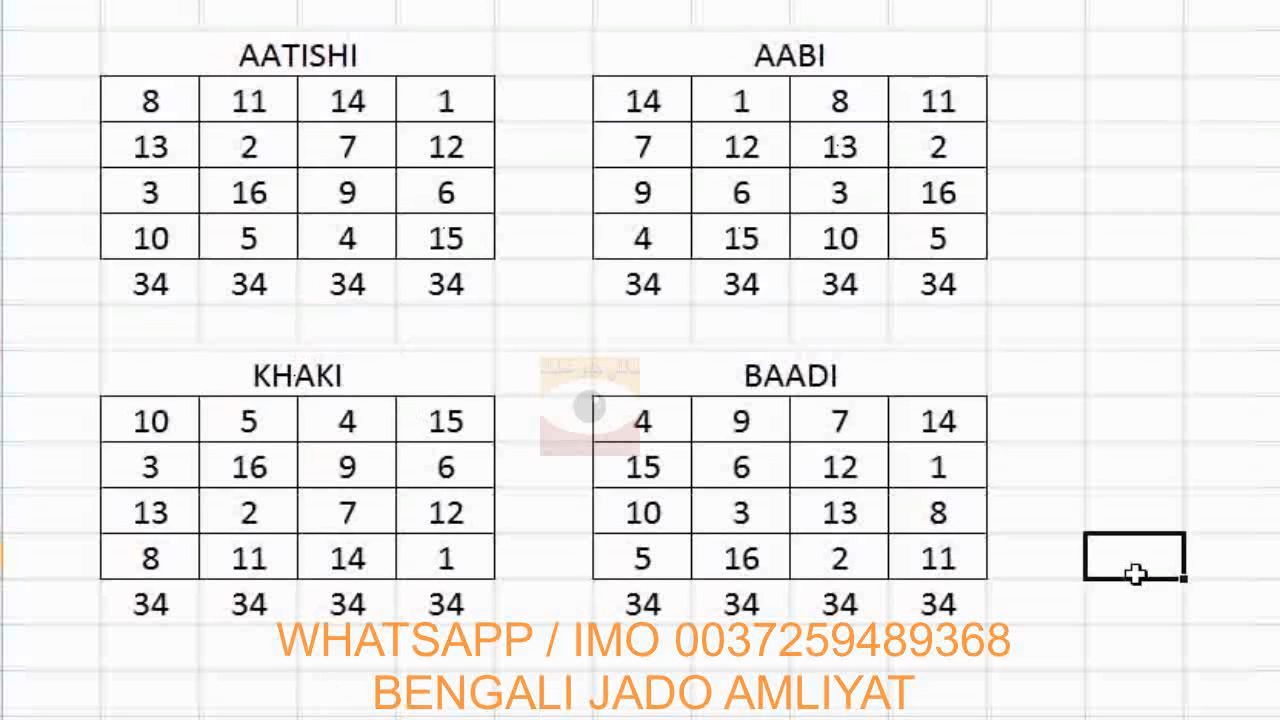 AATISHI AABI
8 11 14 1 14 1 8 11
13 2 7 12 7 12 13 2
3 16 9 6 9 6 3 16
10 5 4 15 4 15 10 5
34 34 34 34 34 34 34 34
KHAKI BAADI
10 5 4 15 4 9 7 14
3 16 9 6 15 6 12 1
13 2 7 12 10 3 13 8
8 11 14 1 5 16 2 11
34 34 34 34 34 34 34 34
WHATSAPP / IMO 0037259489368
BENGALI JADO AMLIYAT